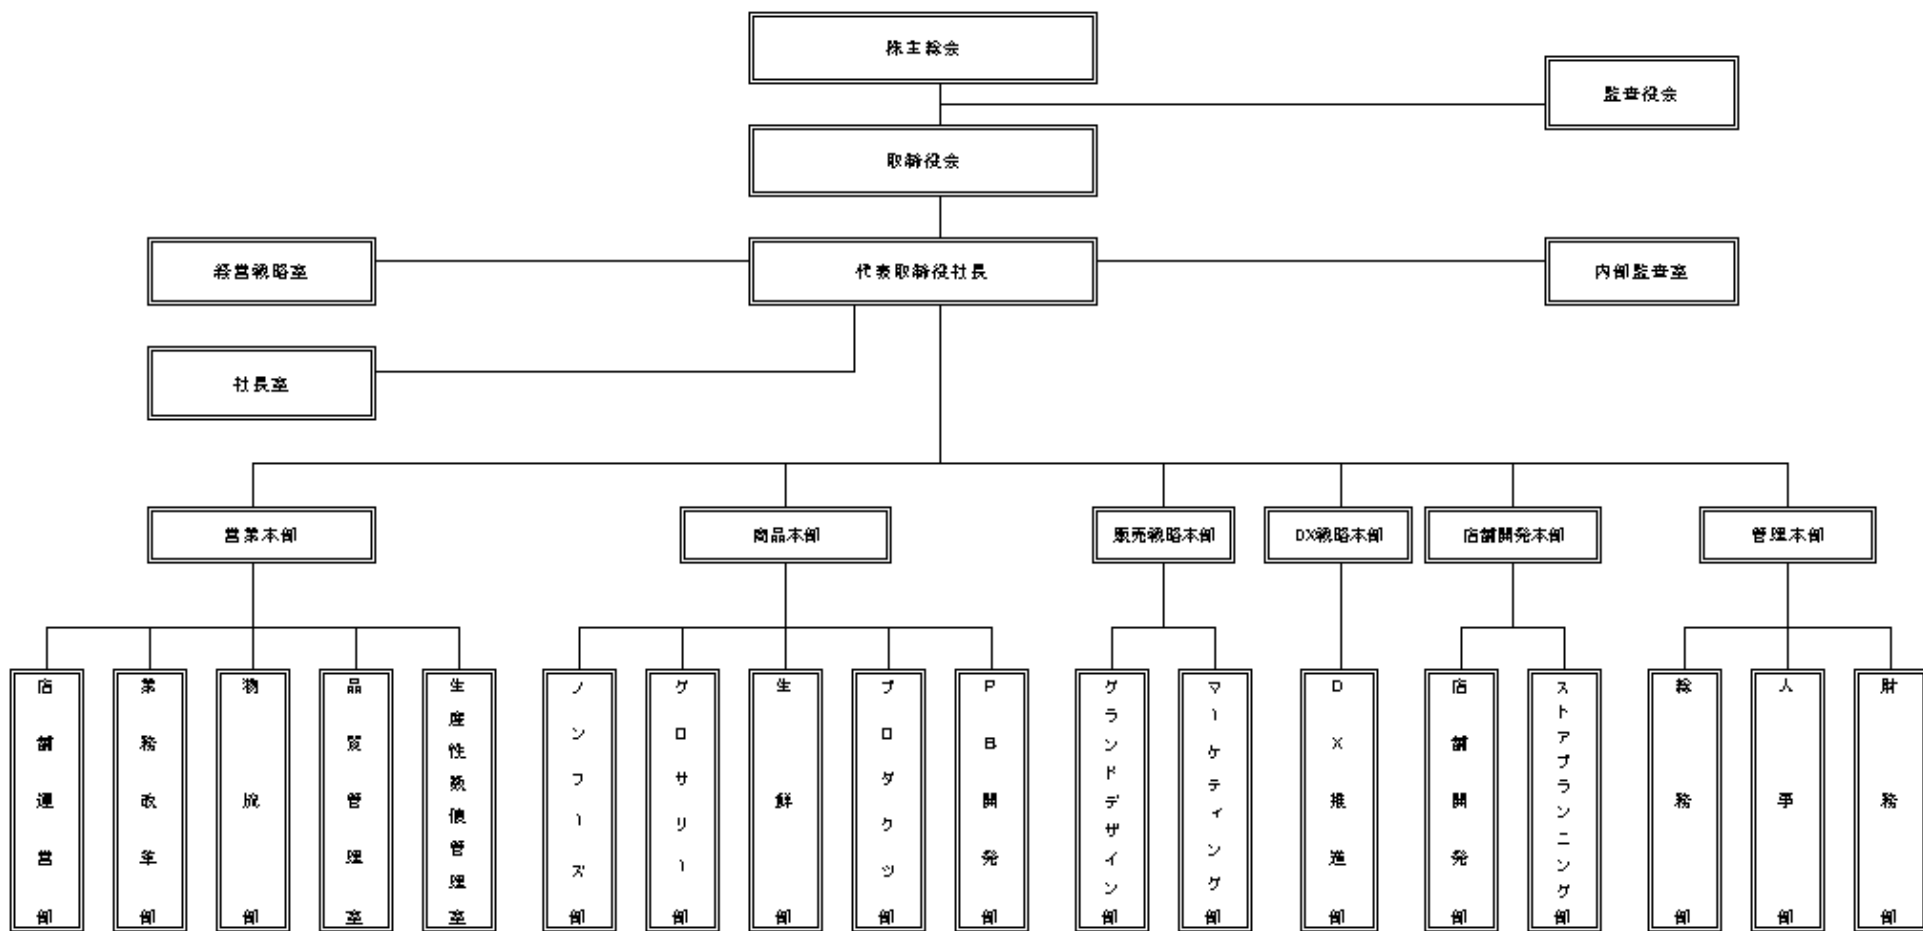 株主総会
監査役会
取締役会
経営戦略室
代表取締役社長
内部監査室
社長室
営業本部
商品本部
販売戦略本部
DX戦略本部
店舗開発本部
管理本部
店舗運営部
業務改革部
物流部
品質管理室
生産性数値管理室
ノンフーズ部
グロサリー部
生鮮部
プロダクツ部
PB開発部
グランドデザイン部
マーケティング部
DX推進部
店舗開発部
ストアプランニング部
総務部
人事部
財務部